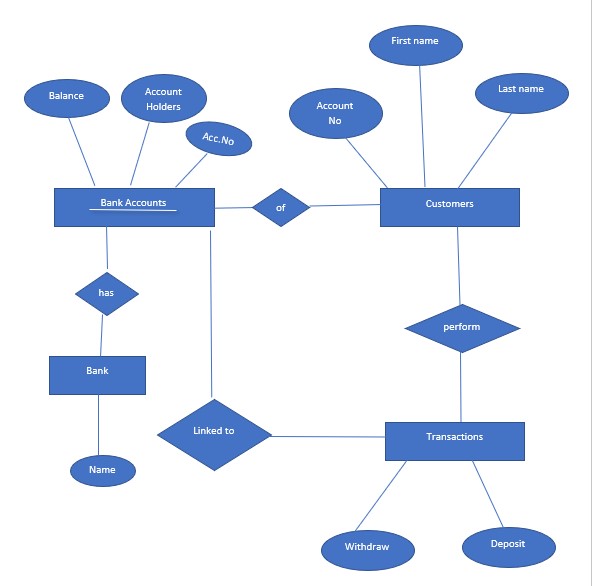 First name
Balance
Account
Holders
Last name
Account
No
Acc.No
Bank Accounts
of
Customers
has
perform
Bank
Linked to
Transactions
Name
Withdraw
Deposit